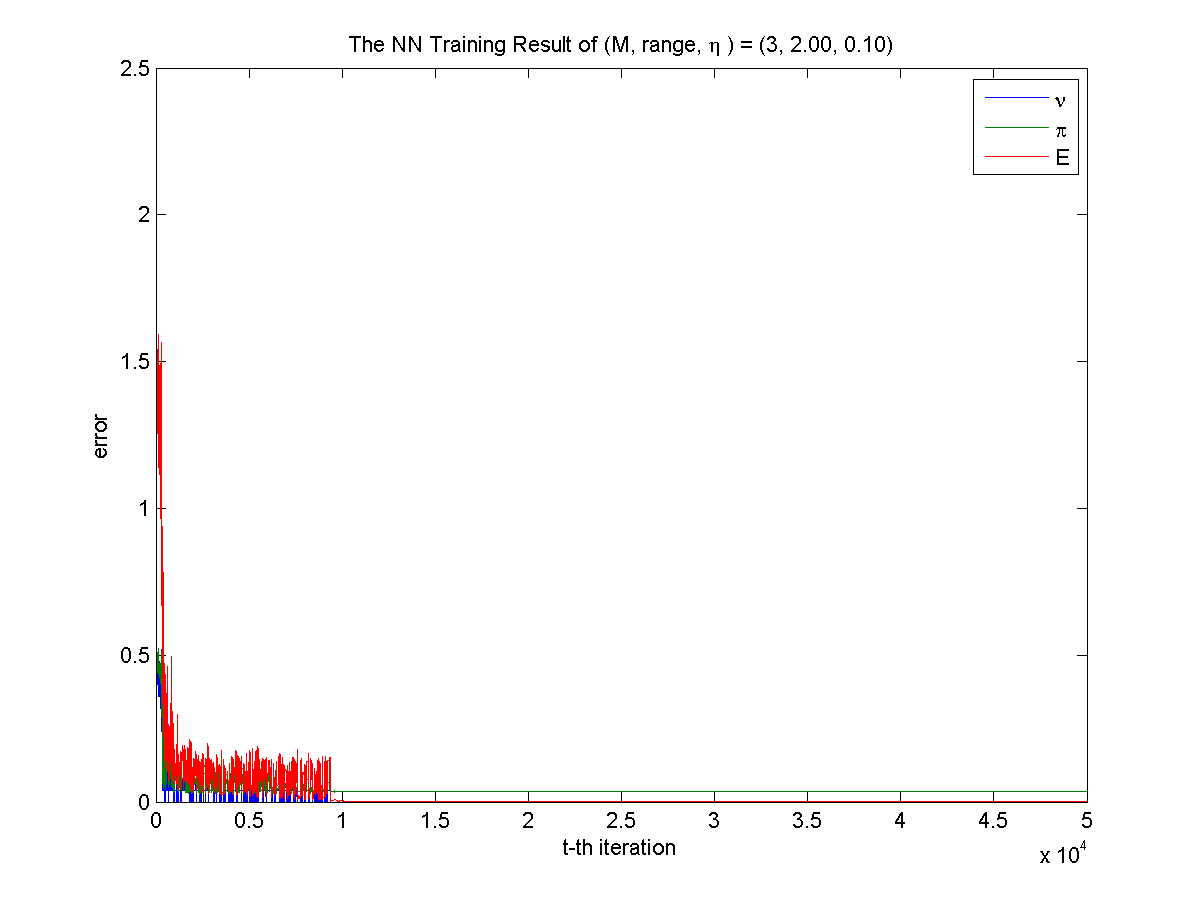 The NN Training Result of (M, range, η ) = (3, 2.00, 0.10)
2.5
2
1.5
1
0.5
0
error
ν
π
E
0 0.5 1 1.5 2 2.5 3 3.5 4 4.5 5
t-th iteration
x 10^4